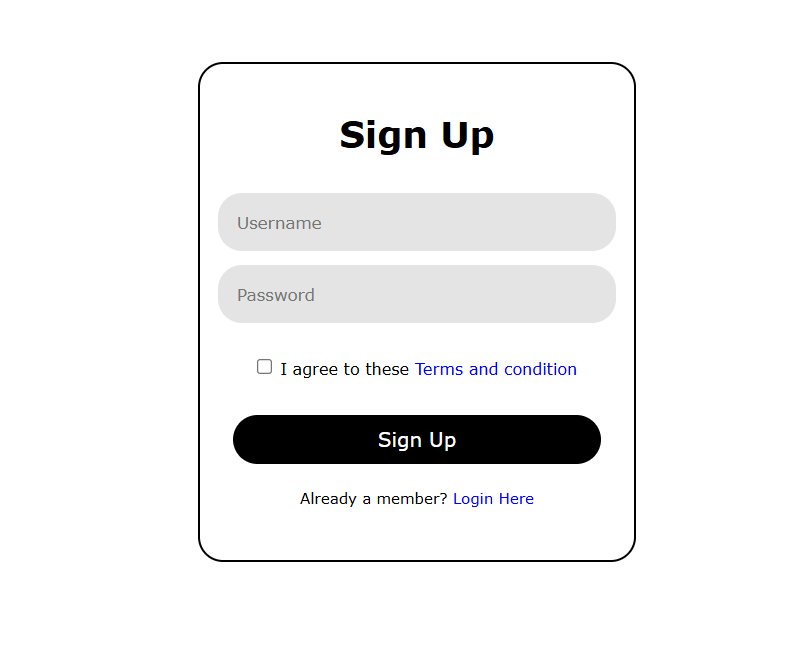 Sign Up
Username
Password
I agree to these Terms and condition
Sign Up
Already a member? Login Here